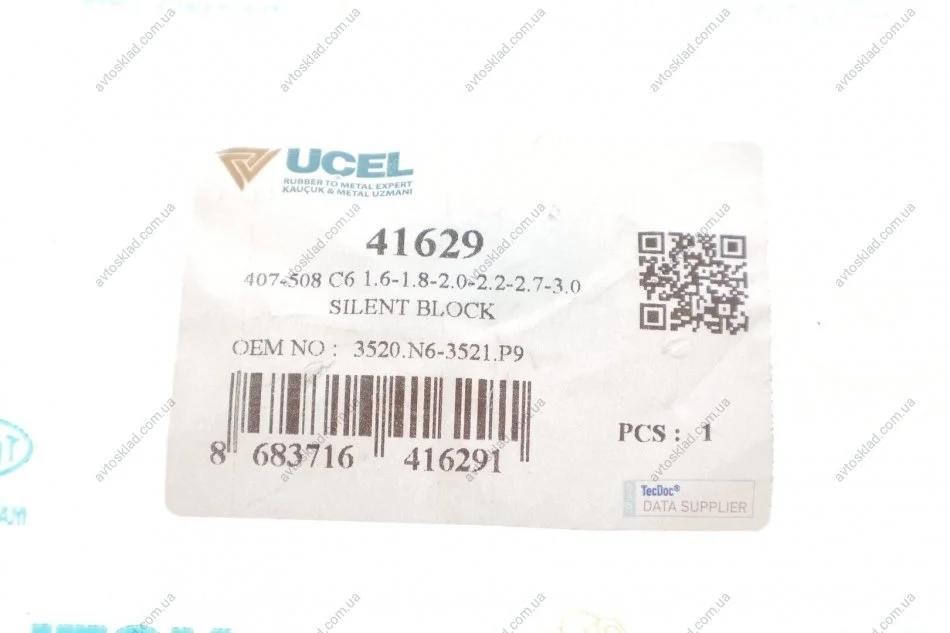 UCEL
RUBBER TO METAL EXPERT
KAUÇUK & METAL UZMANI
41629
407-508 C6 1.6-1.8-2.0-2.2-2.7-3.0
SILENT BLOCK
OEM NO : 3520.N6-3521.P9
8 683716 416291
PCS : 1
TecDoc®
DATA SUPPLIER
avtosklad.com.ua